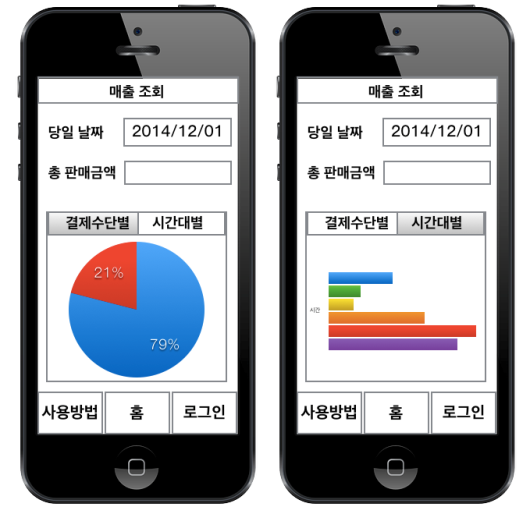 매출 조회
당일 날짜 2014/12/01
총 판매금액
결제수단별 시간대별
21%
79%
사용방법 홈 로그인
매출 조회
당일 날짜 2014/12/01
총 판매금액
결제수단별 시간대별
시간
사용방법 홈 로그인